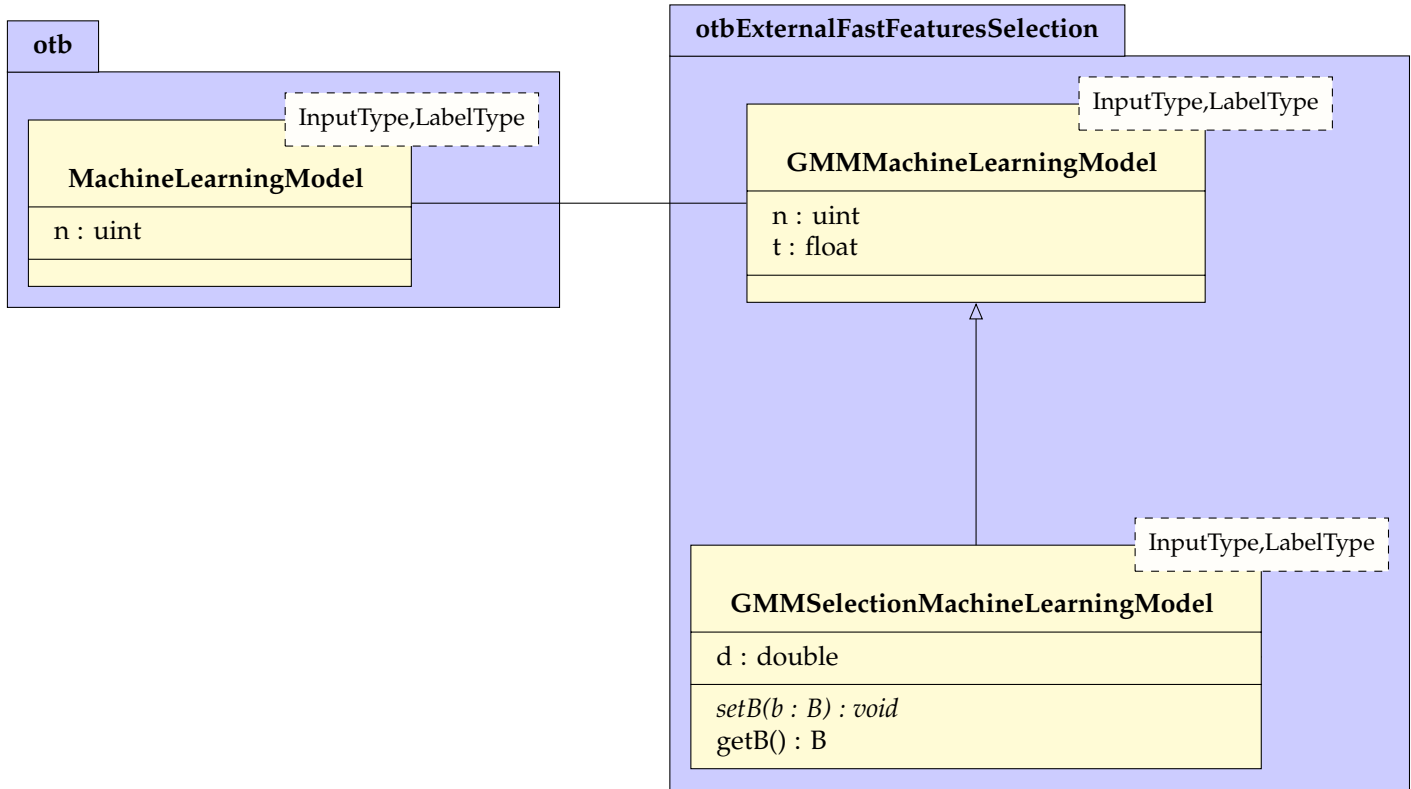 otb
InputType,LabelType
MachineLearningModel
n : uint
otbExternalFastFeaturesSelection
InputType,LabelType
GMMMachineLearningModel
n : uint
t : float
InputType,LabelType
GMMSelectionMachineLearningModel
d : double
setB(b : B) : void
getB() : B